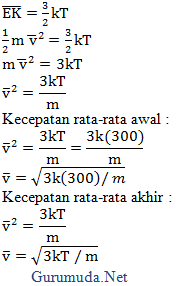 E̅K̅ = 3/2 kT
1/2 m v̅² = 3/2 kT
m v̅² = 3kT
v̅² = 3kT/m
Kecepatan rata-rata awal :
v̅² = 3kT/m = 3k(300)/m
v̅ = √3k(300)/m
Kecepatan rata-rata akhir :
v̅² = 3kT/m
v̅ = √3kT / m
Gurumuda.Net